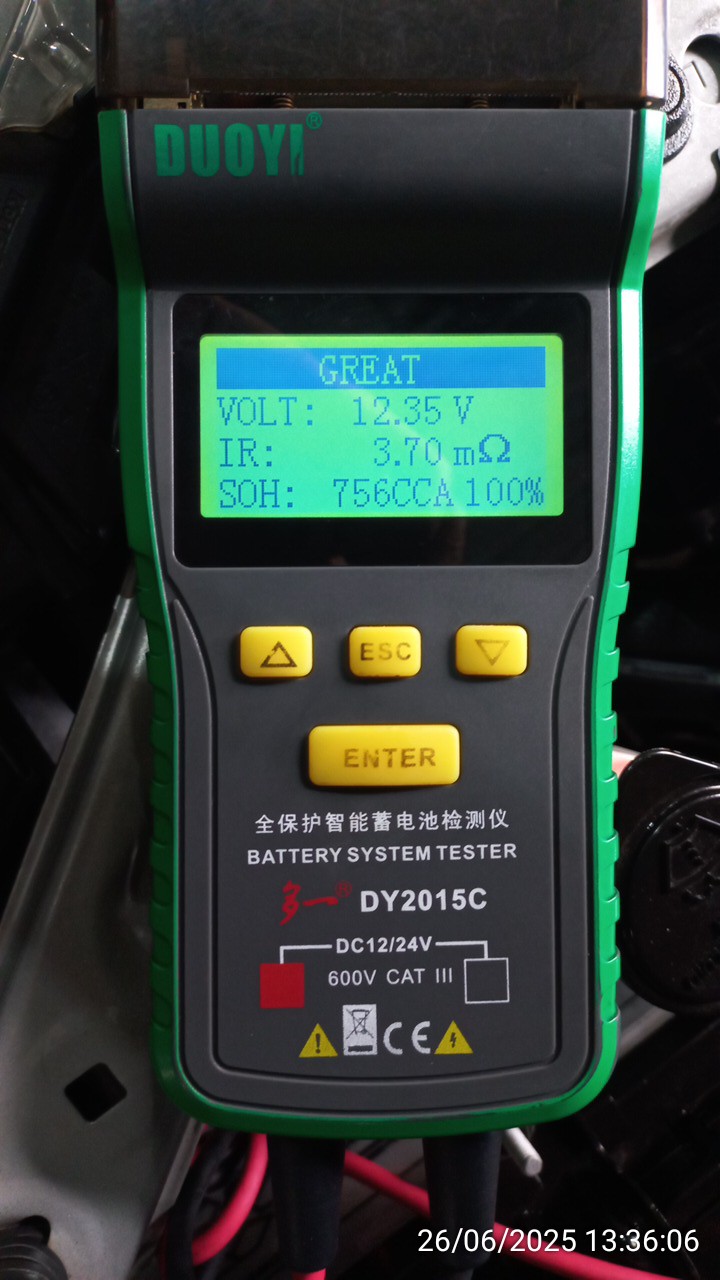 DUOYI®
GREAT
VOLT: 12.35 V
IR: 3.70 mΩ
SOH: 756CCA 100%
ESC
ENTER
全保护智能蓄电池检测仪
BATTERY SYSTEM TESTER
多一® DY2015C
DC12/24V
600V CAT III
CE
26/06/2025 13:36:06